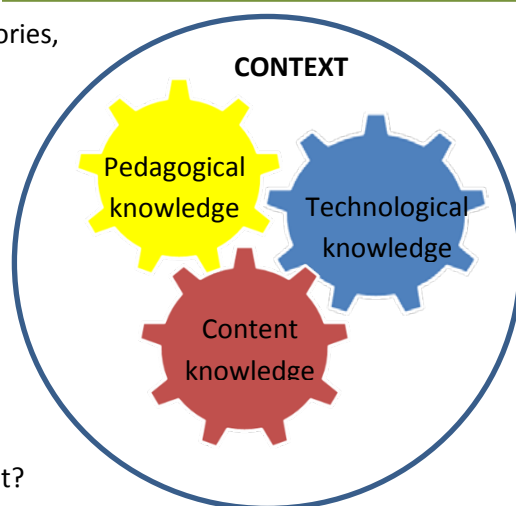 ories,
CONTEXT
Pedagogical
knowledge
Technological
knowledge
Content
knowledge
t?